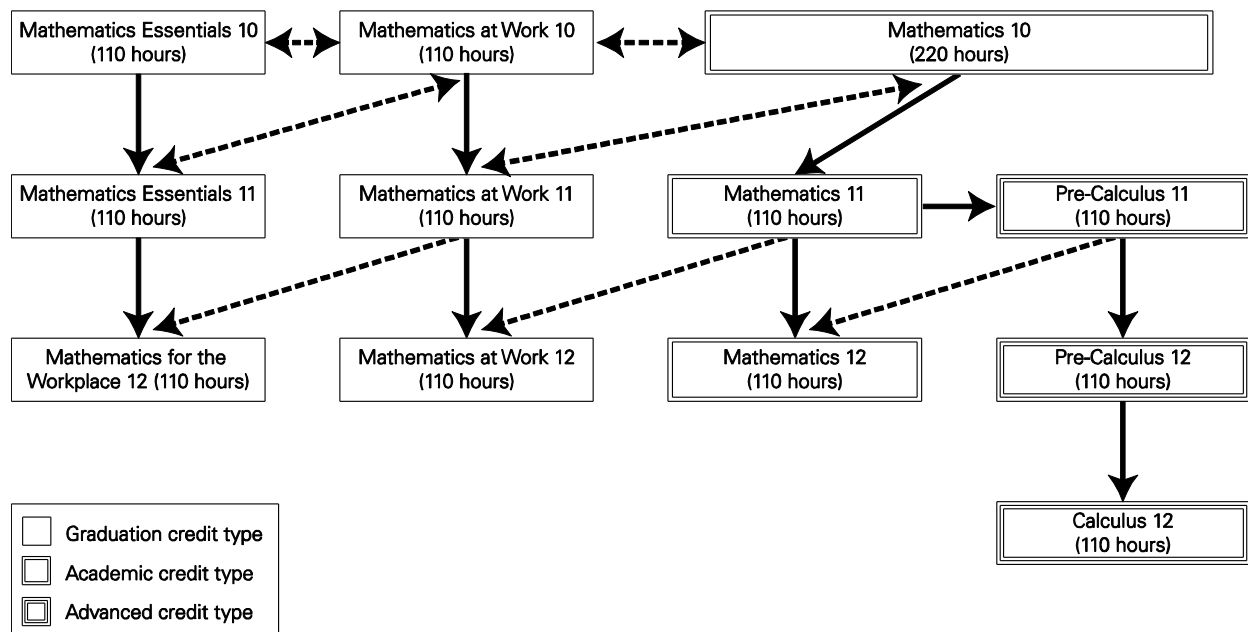 Mathematics Essentials 10
(110 hours)
Mathematics at Work 10
(110 hours)
Mathematics 10
(220 hours)
Mathematics Essentials 11
(110 hours)
Mathematics at Work 11
(110 hours)
Mathematics 11
(110 hours)
Pre-Calculus 11
(110 hours)
Mathematics for the
Workplace 12 (110 hours)
Mathematics at Work 12
(110 hours)
Mathematics 12
(110 hours)
Pre-Calculus 12
(110 hours)
Calculus 12
(110 hours)
Graduation credit type
Academic credit type
Advanced credit type